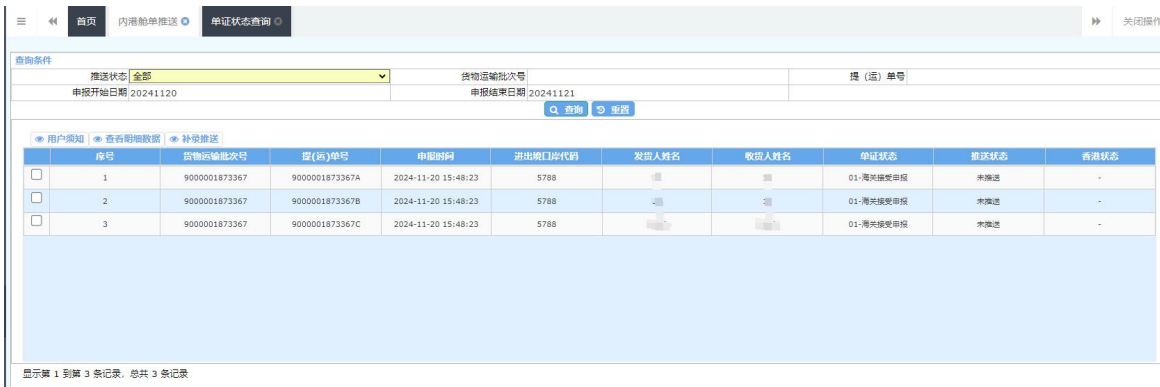 首页 内港舱单推送 单证状态查询 关闭操作
查询条件
推送状态 全部 货物运输批次号 提（运）单号
申报开始日期 20241120 申报结束日期 20241121
查询 重置
用户须知 查看明细数据 补录推送
序号 货物运输批次号 提(运)单号 申报时间 进出境口岸代码 发货人姓名 收货人姓名 单证状态 推送状态 香港状态
1 9000001873367 9000001873367A 2024-11-20 15:48:23 5788 01-海关接受申报 未推送 -
2 9000001873367 9000001873367B 2024-11-20 15:48:23 5788 01-海关接受申报 未推送 -
3 9000001873367 9000001873367C 2024-11-20 15:48:23 5788 01-海关接受申报 未推送 -
显示第 1 到第 3 条记录，总共 3 条记录